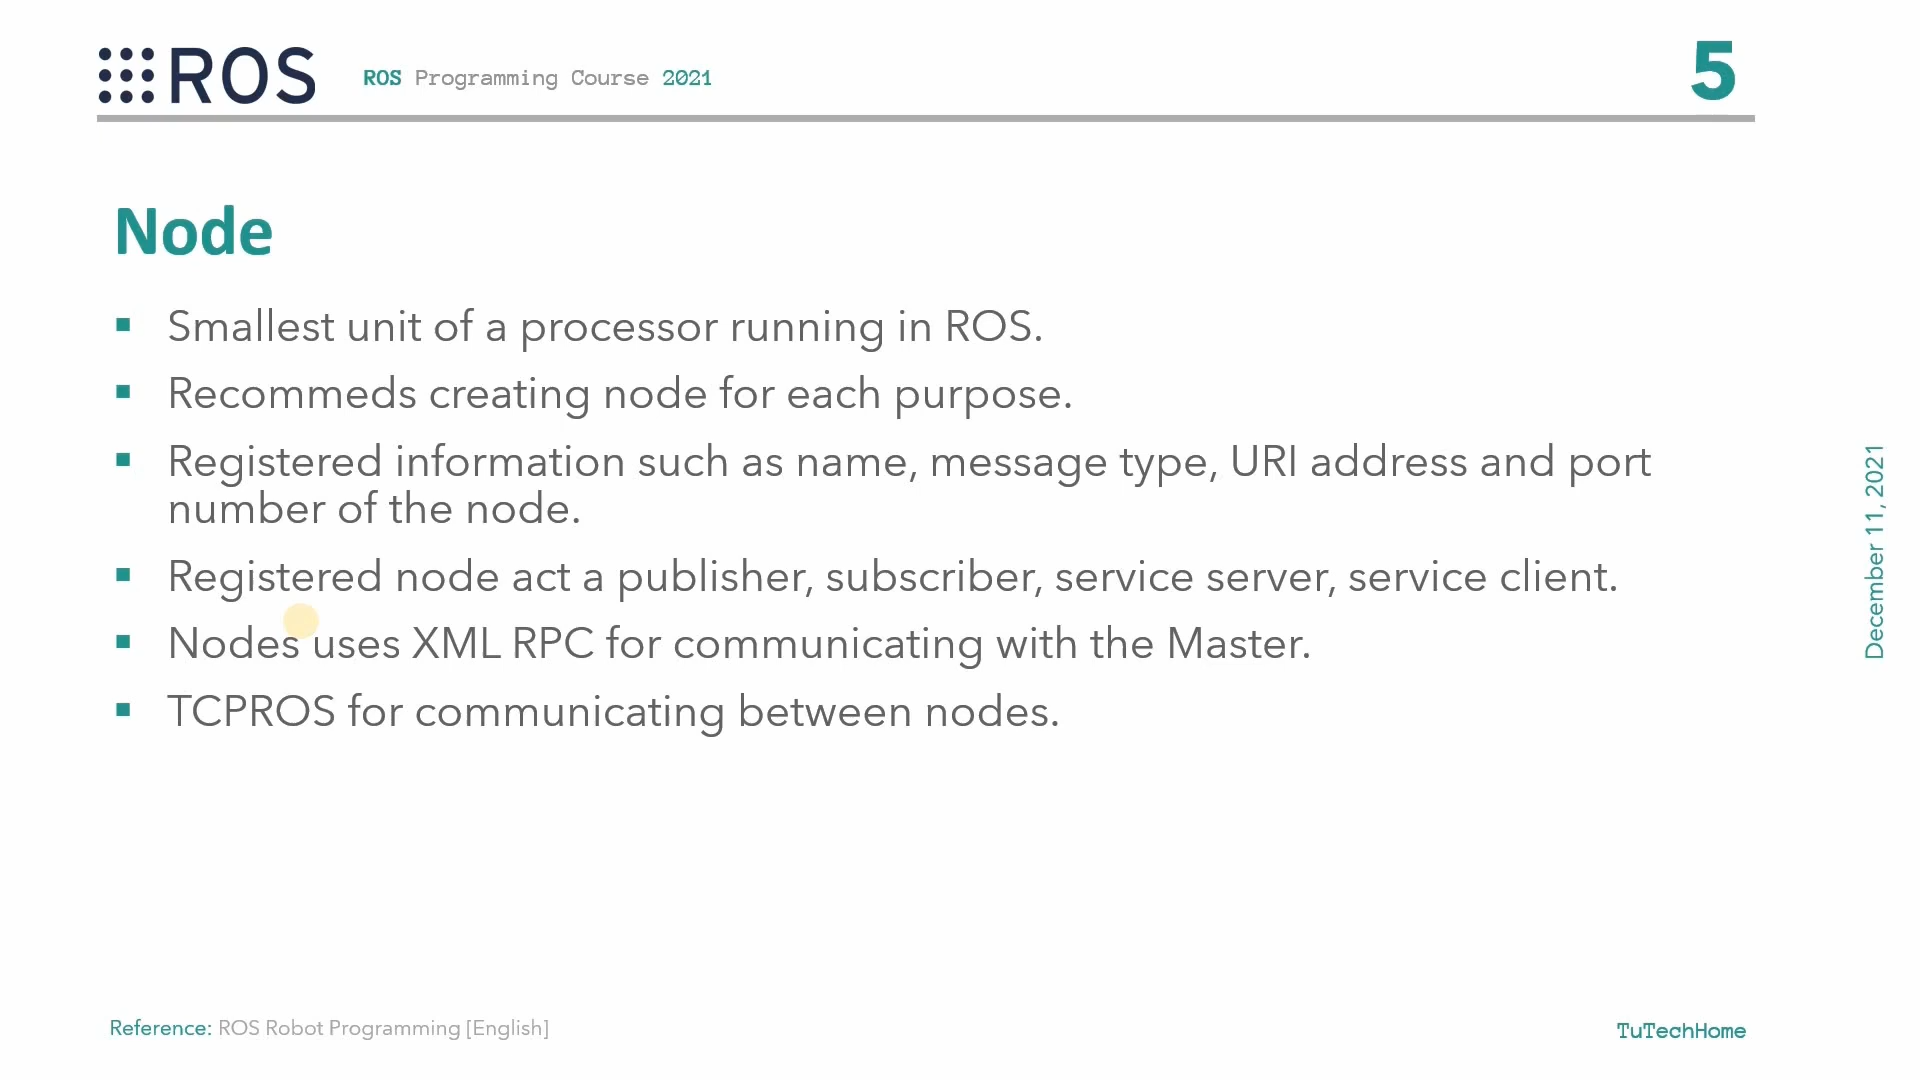 ROS
ROS Programming Course 2021
5
Node
Smallest unit of a processor running in ROS.
Recommeds creating node for each purpose.
Registered information such as name, message type, URI address and port
number of the node.
Registered node act a publisher, subscriber, service server, service client.
Nodes uses XML RPC for communicating with the Master.
TCPROS for communicating between nodes.
December 11, 2021
Reference: ROS Robot Programming [English]
TuTechHome